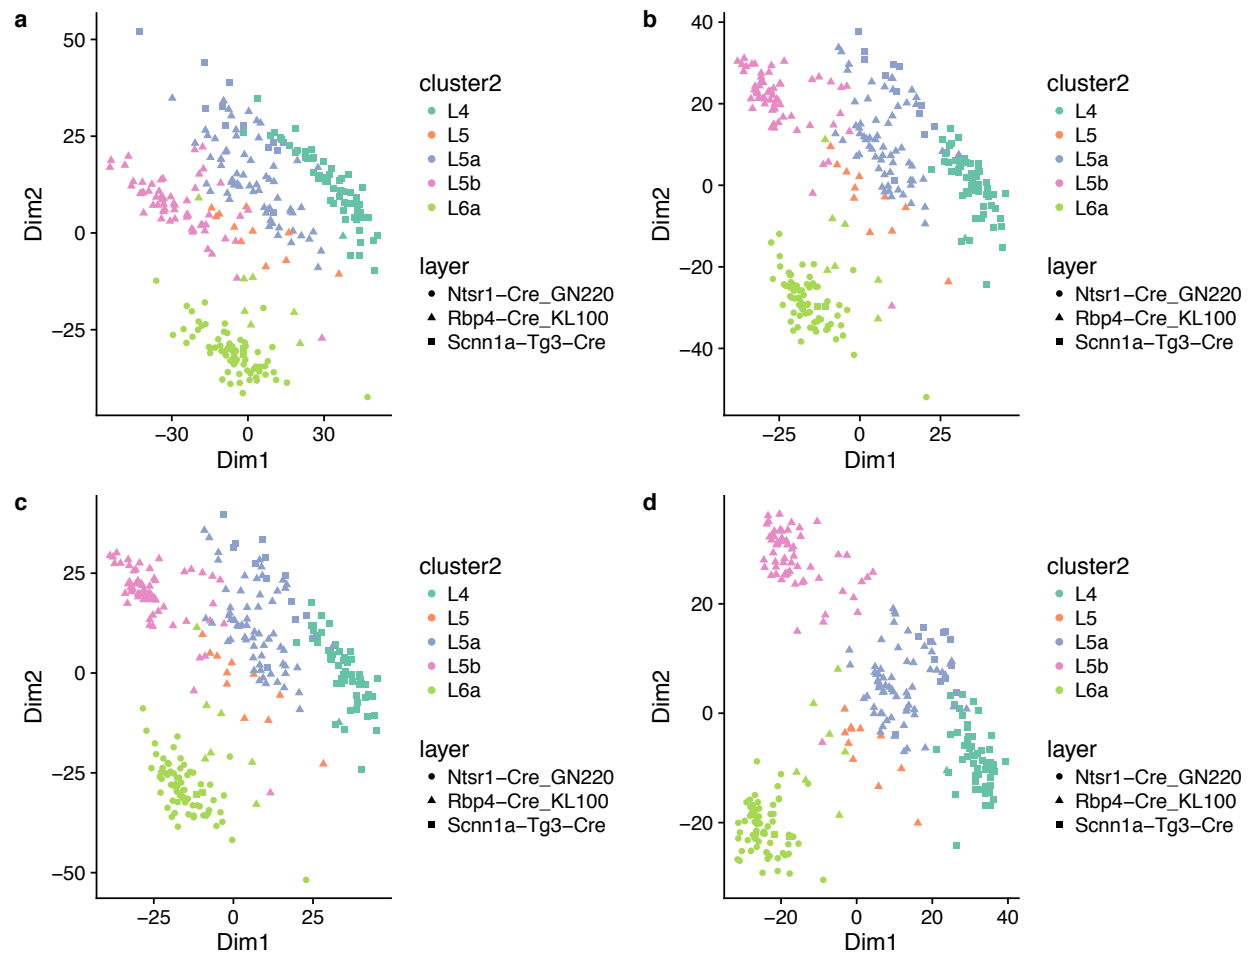 a
50
25
0
−25
Dim2
−30
0
30
Dim1
cluster2
L4
L5
L5a
L5b
L6a
layer
Ntsr1−Cre_GN220
Rbp4−Cre_KL100
Scnn1a−Tg3−Cre
b
40
20
0
−20
−40
Dim2
−25
0
25
Dim1
cluster2
L4
L5
L5a
L5b
L6a
layer
Ntsr1−Cre_GN220
Rbp4−Cre_KL100
Scnn1a−Tg3−Cre
c
25
0
−25
−50
Dim2
−25
0
25
Dim1
cluster2
L4
L5
L5a
L5b
L6a
layer
Ntsr1−Cre_GN220
Rbp4−Cre_KL100
Scnn1a−Tg3−Cre
d
20
0
−20
Dim2
−20
0
20
40
Dim1
cluster2
L4
L5
L5a
L5b
L6a
layer
Ntsr1−Cre_GN220
Rbp4−Cre_KL100
Scnn1a−Tg3−Cre